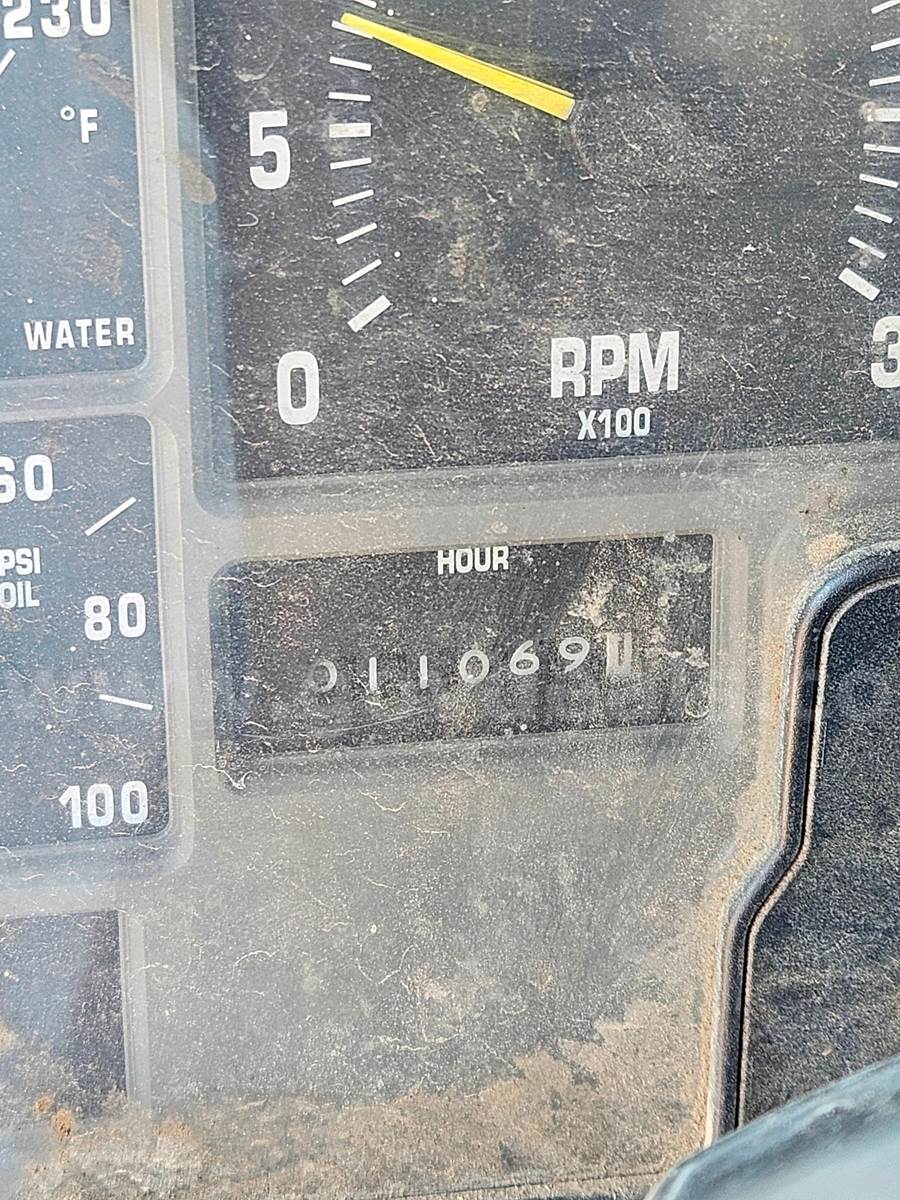 230
°F
5
WATER
0
RPM
X100
3
60
PSI
OIL
HOUR
011069
80
100